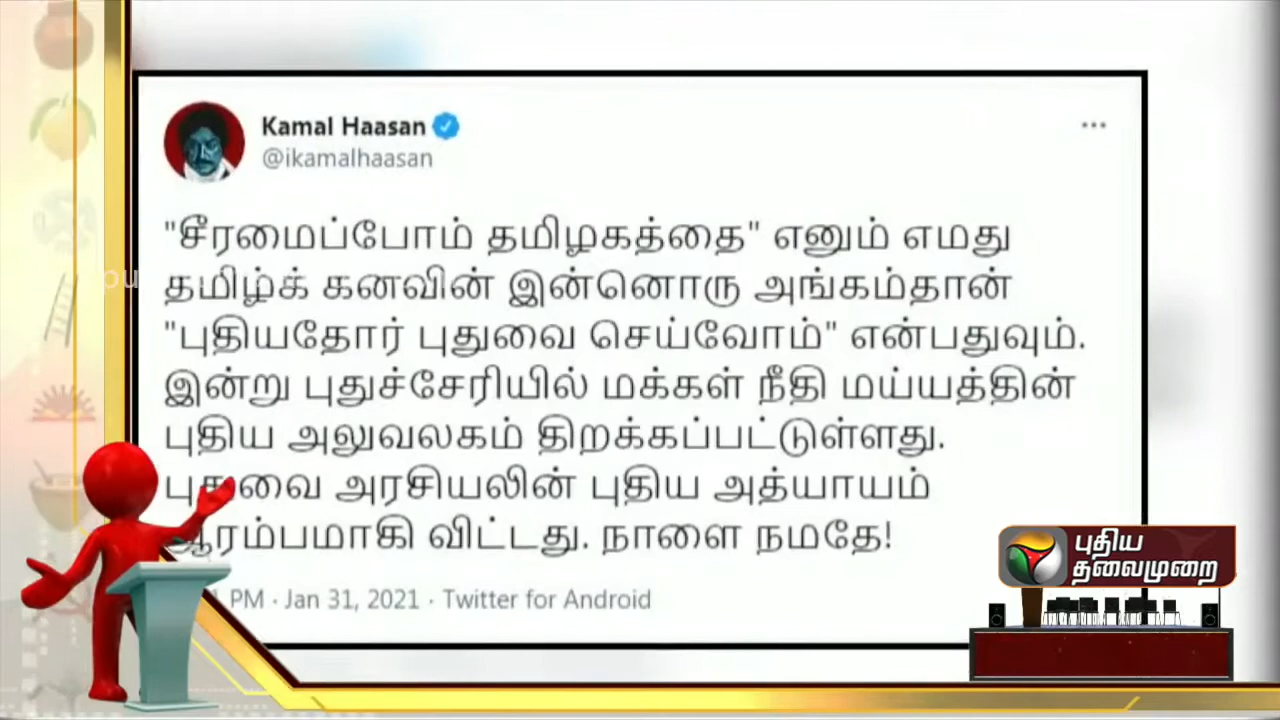 Kamal Haasan
@ikamalhaasan
"சீரமைப்போம் தமிழகத்தை" எனும் எமது
தமிழ்க் கனவின் இன்னொரு அங்கம்தான்
"புதியதோர் புதுவை செய்வோம்" என்பதுவும்.
இன்று புதுச்சேரியில் மக்கள் நீதி மய்யத்தின்
புதிய அலுவலகம் திறக்கப்பட்டுள்ளது.
புதுவை அரசியலின் புதிய அத்யாயம்
ஆரம்பமாகி விட்டது. நாளை நமதே!
PM · Jan 31, 2021 · Twitter for Android
புதிய
தலைமுறை